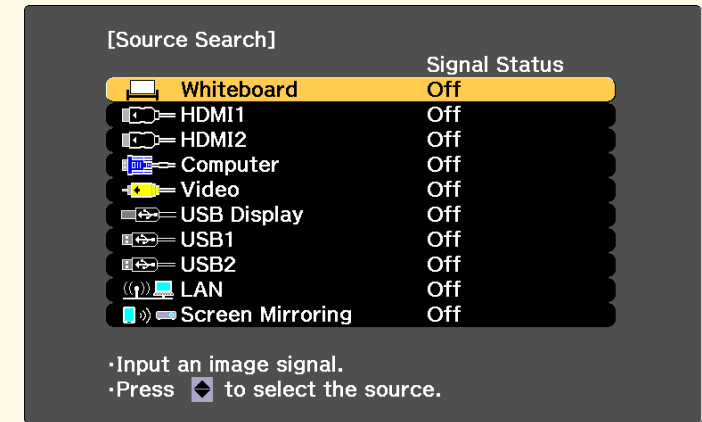 [Source Search]
Signal Status
Whiteboard Off
HDMI1 Off
HDMI2 Off
Computer Off
Video Off
USB Display Off
USB1 Off
USB2 Off
LAN Off
Screen Mirroring Off
·Input an image signal.
·Press to select the source.